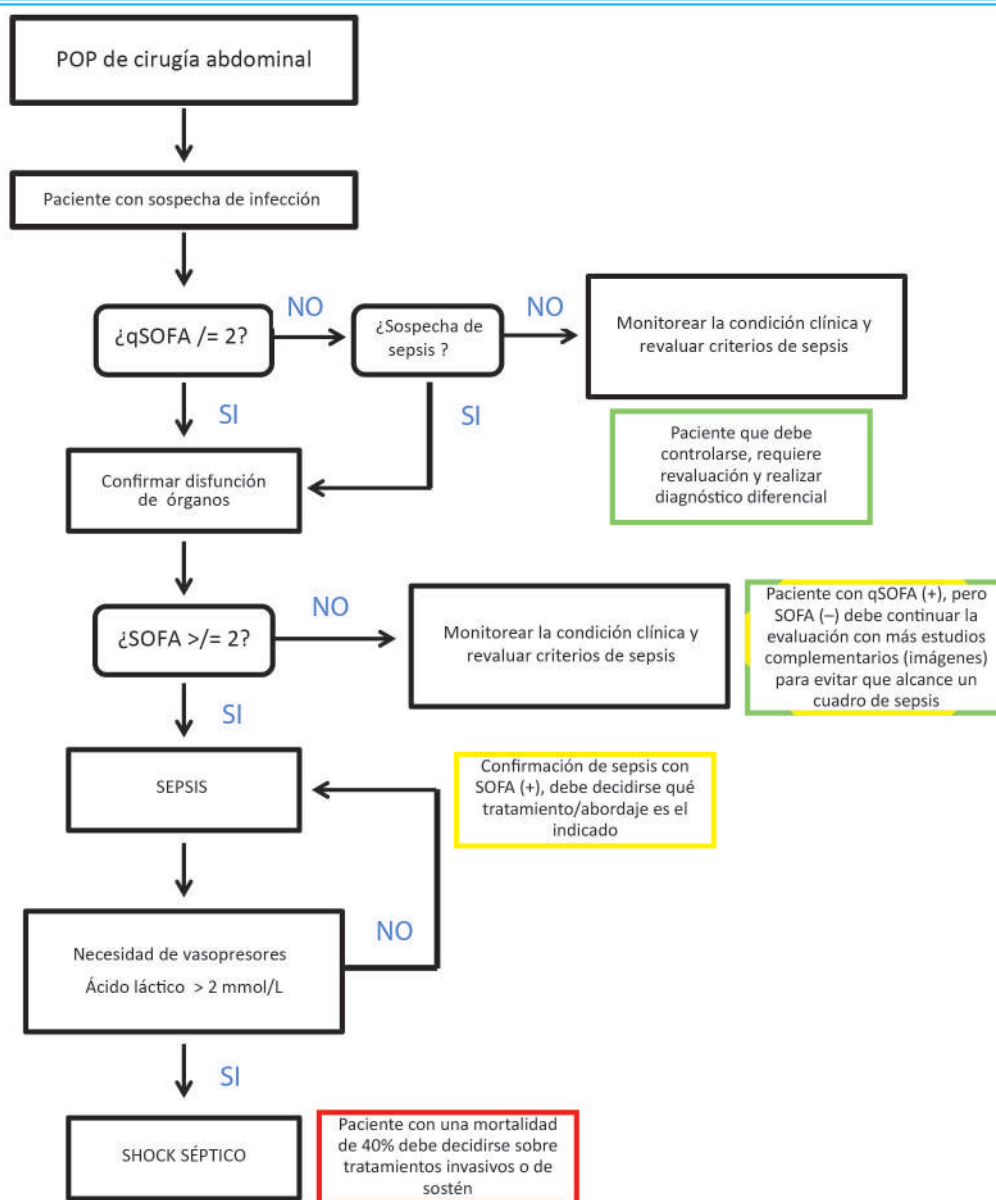 POP de cirugía abdominal
Paciente con sospecha de infección
¿qSOFA /= 2?
NO
¿Sospecha de
sepsis ?
NO
Monitorear la condición clínica y
revaluar criterios de sepsis
SI
SI
Paciente que debe
controlarse, requiere
revaluación y realizar
diagnóstico diferencial
Confirmar disfunción
de órganos
¿SOFA >/= 2?
NO
Monitorear la condición clínica y
revaluar criterios de sepsis
Paciente con qSOFA (+), pero
SOFA (–) debe continuar la
evaluación con más estudios
complementarios (imágenes)
para evitar que alcance un
cuadro de sepsis
SI
SEPSIS
Confirmación de sepsis con
SOFA (+), debe decidirse qué
tratamiento/abordaje es el
indicado
Necesidad de vasopresores
Ácido láctico > 2 mmol/L
NO
SI
SHOCK SÉPTICO
Paciente con una mortalidad
de 40% debe decidirse sobre
tratamientos invasivos o de
sostén